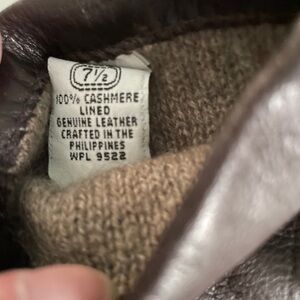 7½
100% CASHMERE
LINED
GENUINE LEATHER
CRAFTED IN THE
PHILIPPINES
WPL 9522